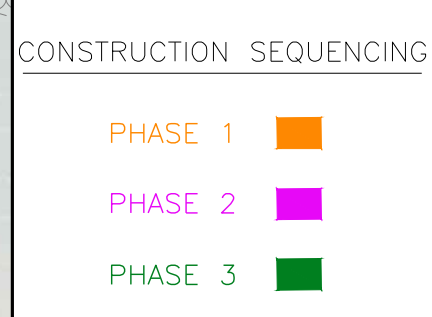 CONSTRUCTION SEQUENCING
PHASE 1
PHASE 2
PHASE 3